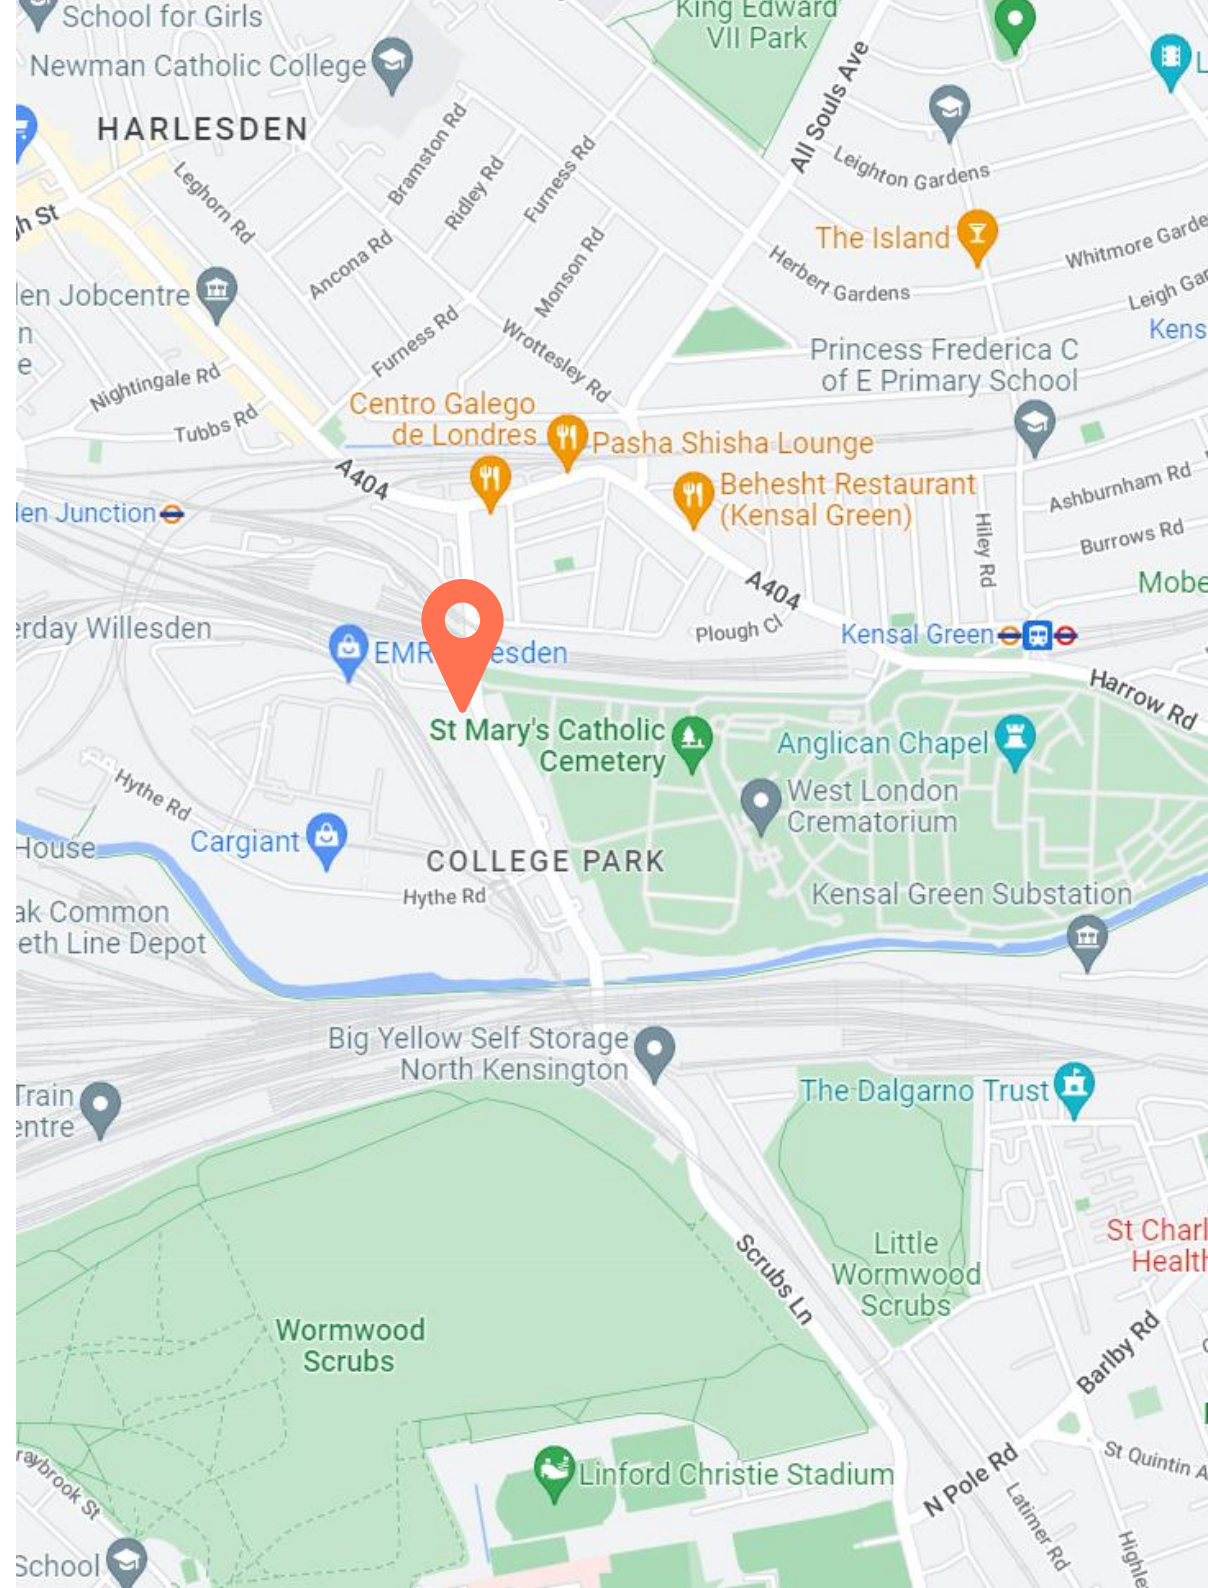 School for Girls
Newman Catholic College
HARLESDEN
King Edward
VII Park
All Souls Ave
L
Leighton Gardens
Bramston Rd
Ridley Rd
Furness Rd
Leghorn Rd
gh St
Ancona Rd
Monson Rd
The Island
Whitmore Garde
Herbert Gardens
Leigh Gar
Kens
len Jobcentre
n
e
Furness Rd
Wrottesley Rd
Princess Frederica C
of E Primary School
Nightingale Rd
Tubbs Rd
Centro Galego
de Londres
Pasha Shisha Lounge
A404
Behesht Restaurant
(Kensal Green)
Ashburnham Rd
len Junction
Hiley Rd
Burrows Rd
A404
Mobe
Plough Cl
Kensal Green
erday Willesden
EMR
esden
Harrow Rd
St Mary's Catholic
Cemetery
Anglican Chapel
West London
Crematorium
Hythe Rd
House
Cargiant
COLLEGE PARK
Hythe Rd
Kensal Green Substation
ak Common
eth Line Depot
Big Yellow Self Storage
North Kensington
The Dalgarno Trust
Train
entre
Little
Wormwood
Scrubs
St Charl
Health
Scrubs Ln
Wormwood
Scrubs
Barlby Rd
Linford Christie Stadium
N Pole Rd
St Quintin A
Latimer Rd
Highle
raybrook St
School